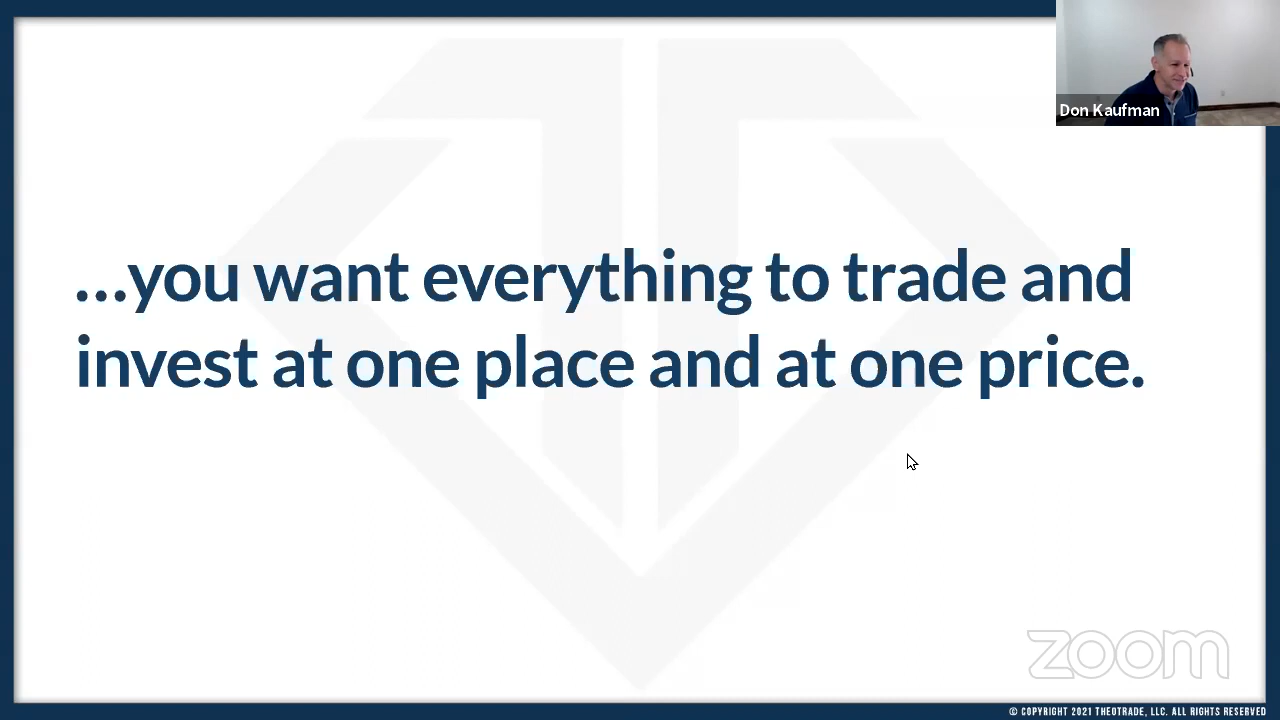 Don Kaufman
...you want everything to trade and
invest at one place and at one price.
zoom
© COPYRIGHT 2021 THEOTRADE, LLC. ALL RIGHTS RESERVED